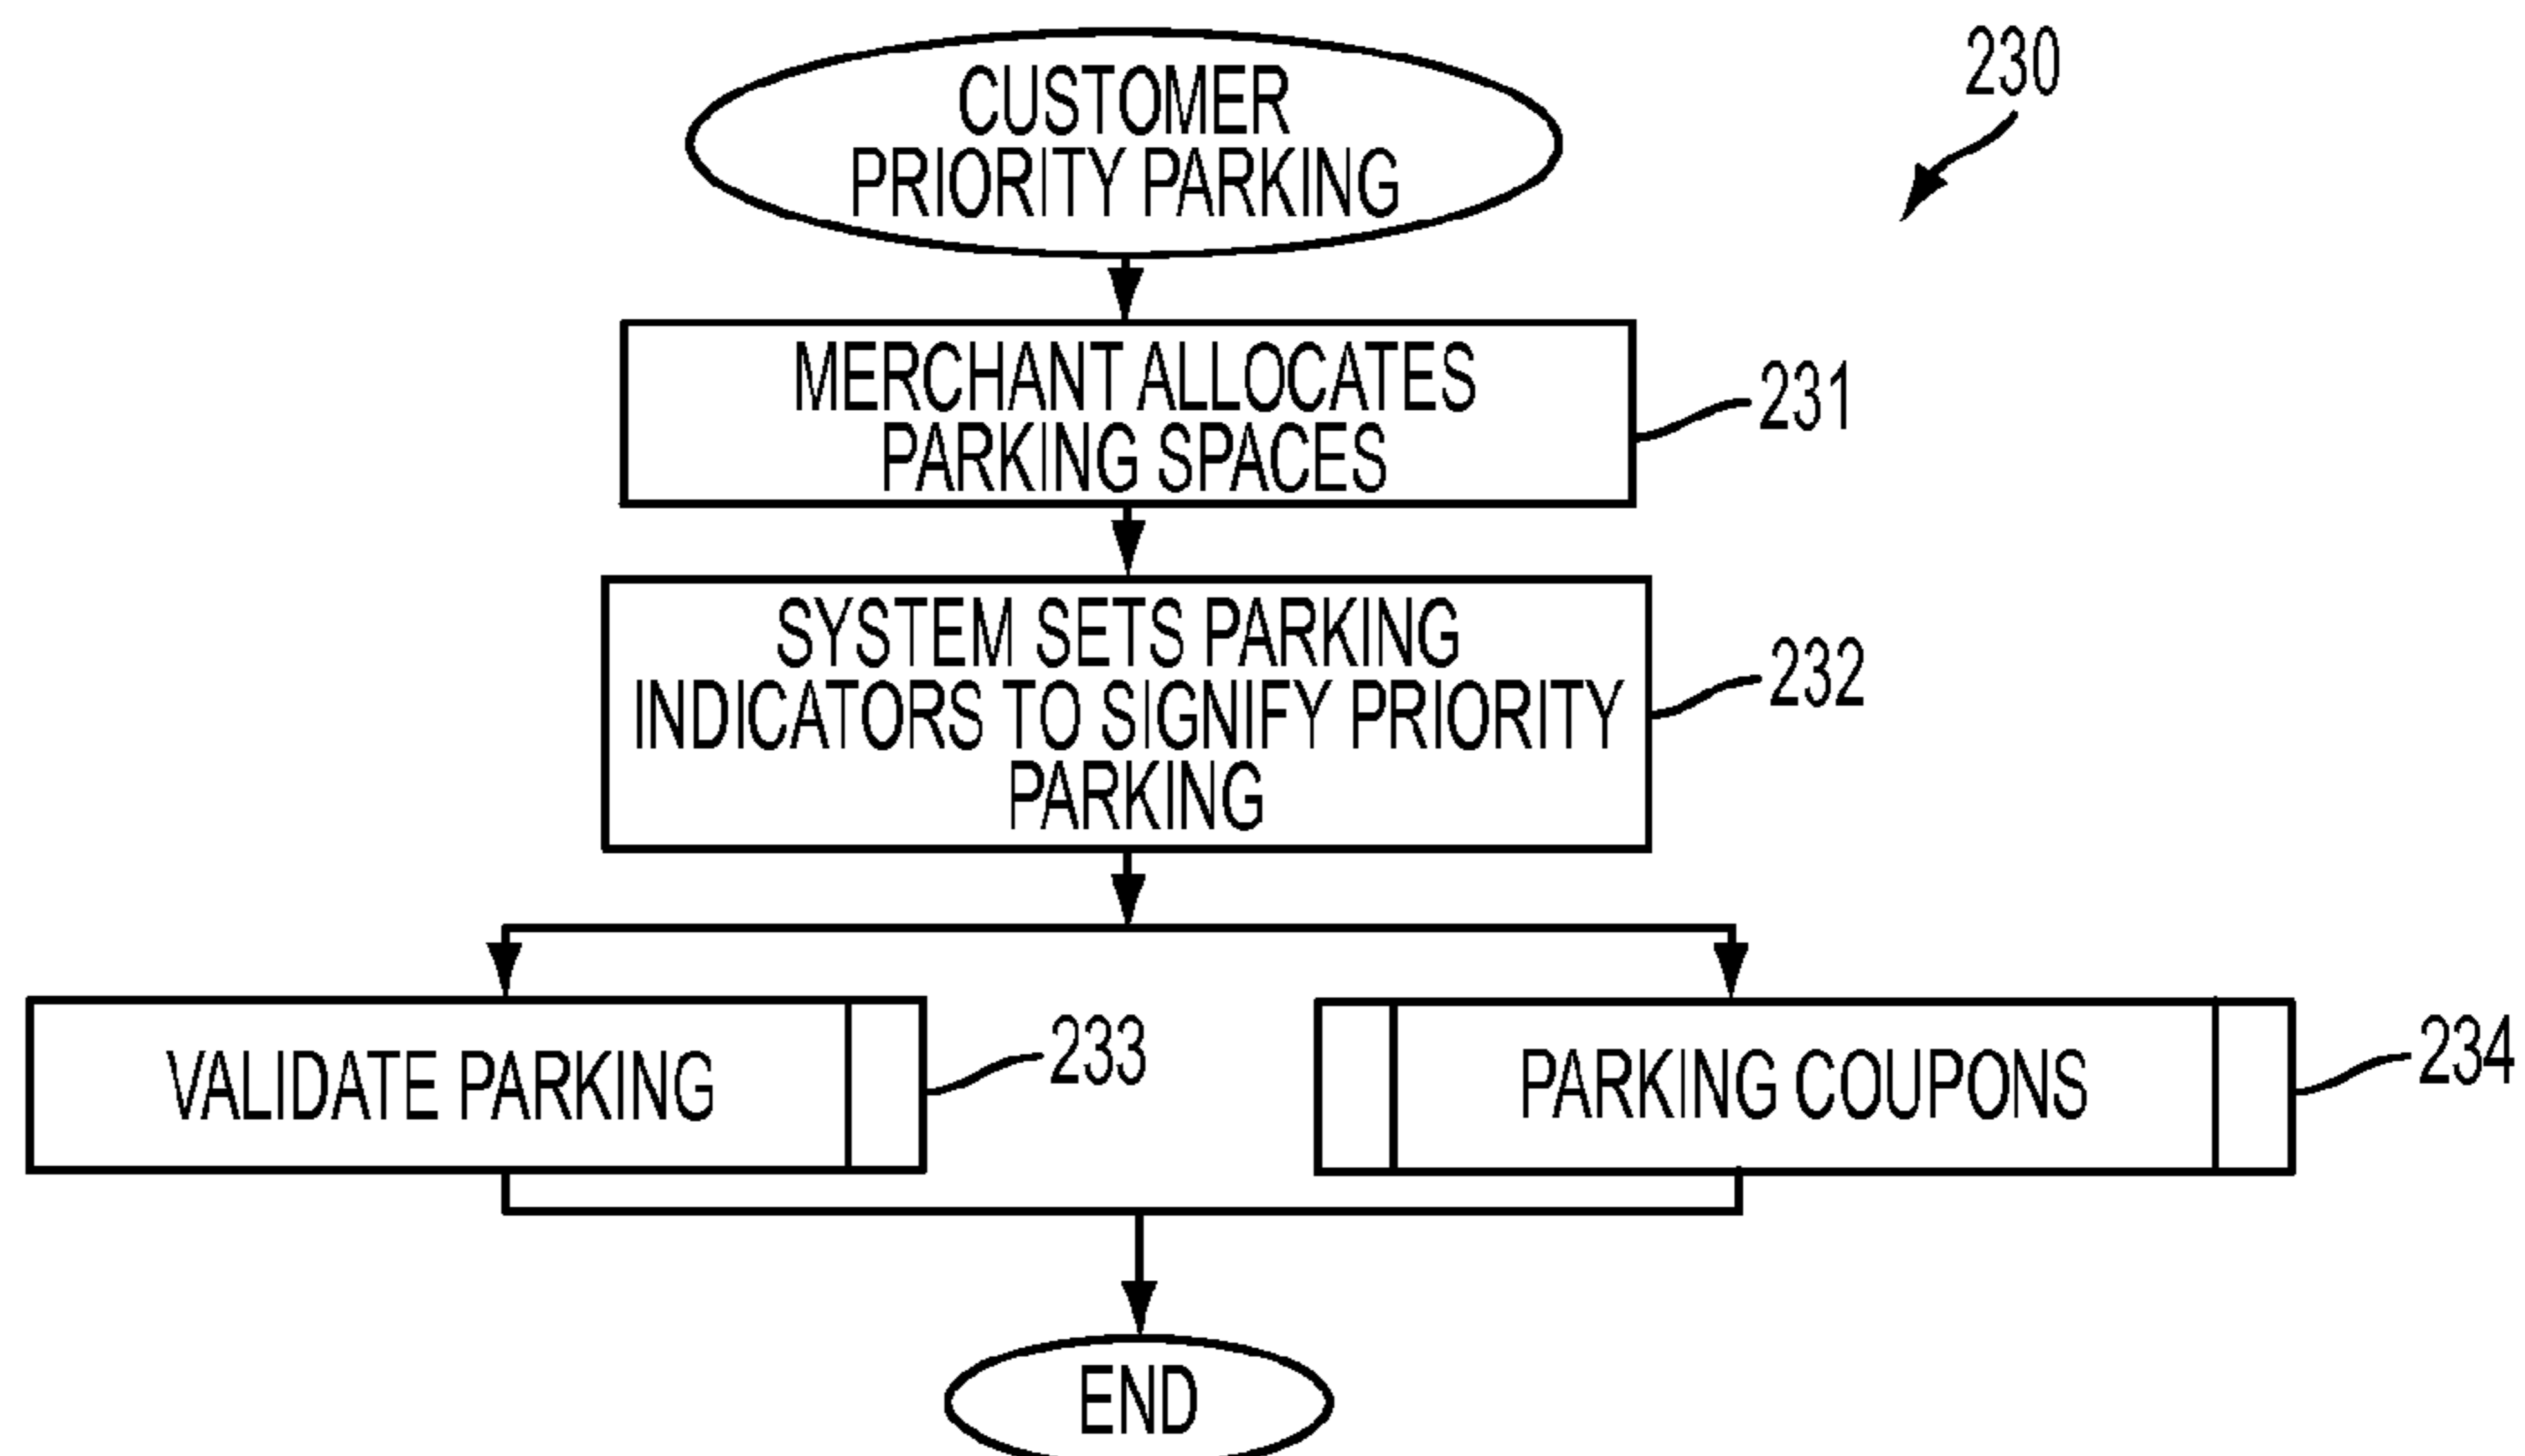 CUSTOMER
PRIORITY PARKING
230
MERCHANT ALLOCATES
PARKING SPACES
231
SYSTEM SETS PARKING
INDICATORS TO SIGNIFY PRIORITY
PARKING
232
VALIDATE PARKING
233
PARKING COUPONS
234
END